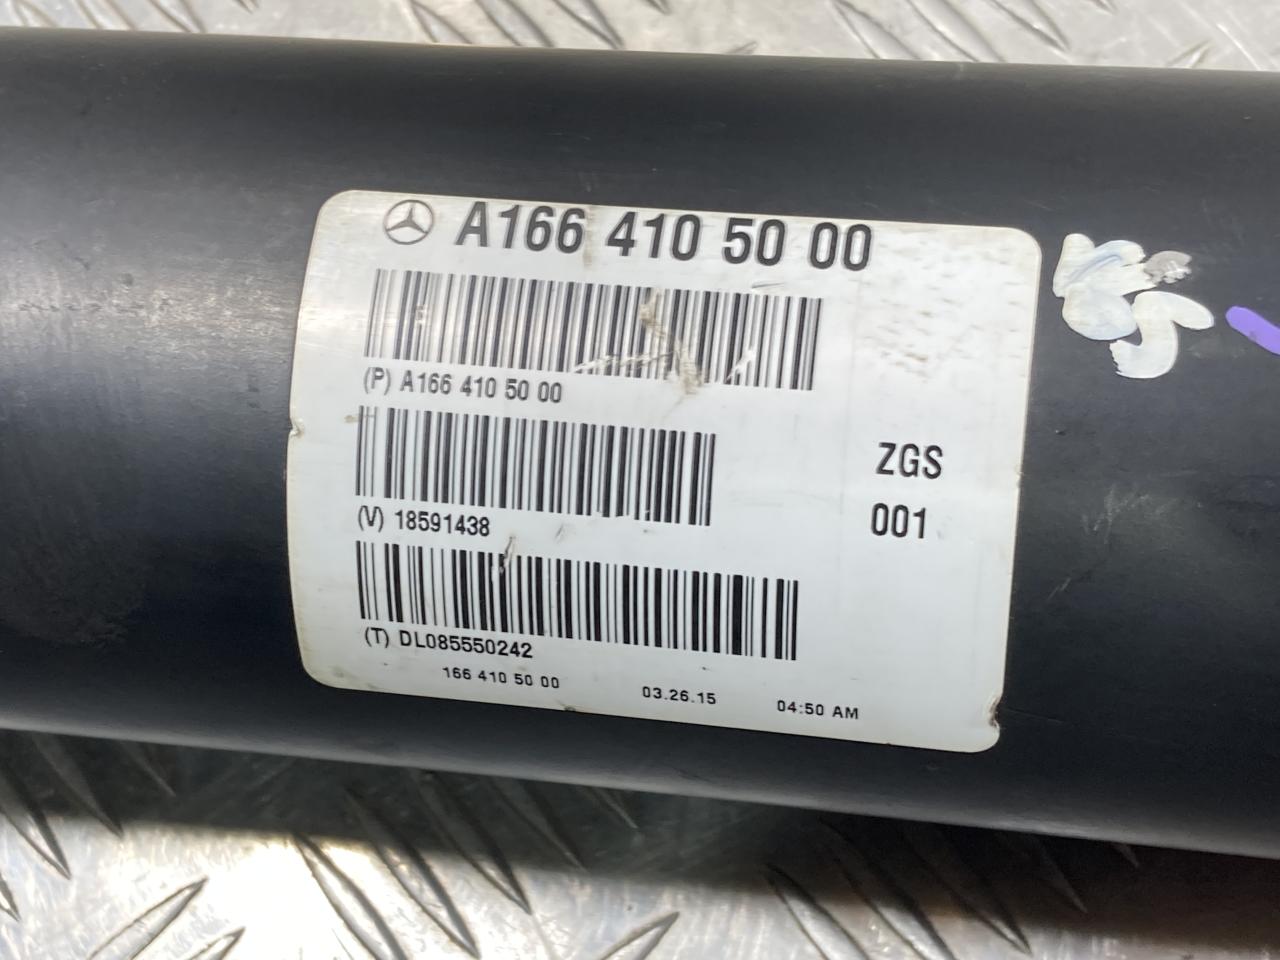 A166 410 50 00
(P) A166 410 50 00
ZGS
001
(V) 18591438
(T) DL085550242
166 410 50 00 03.26.15 04:50 AM